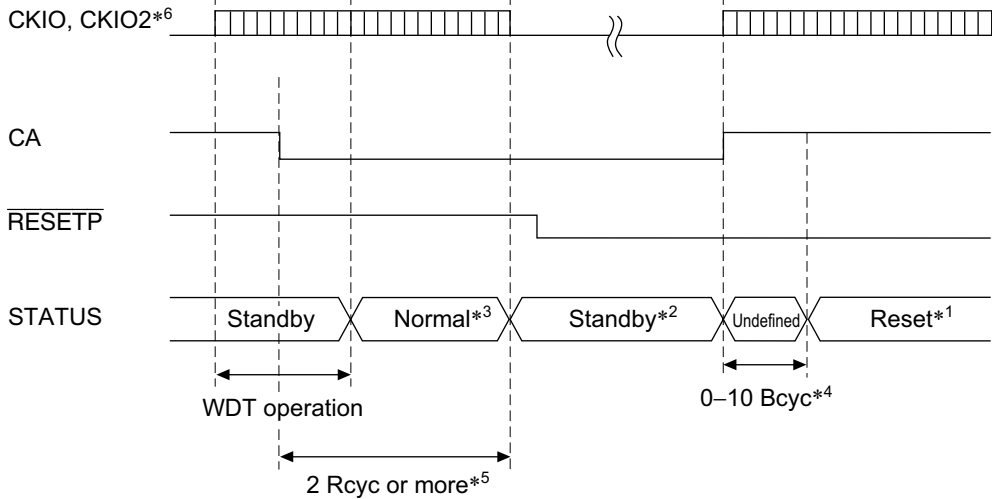 CKIO, CKIO2*6
CA
RESETP
STATUS
Standby
Normal*3
Standby*2
Undefined
Reset*1
WDT operation
0–10 Bcyc*4
2 Rcyc or more*5